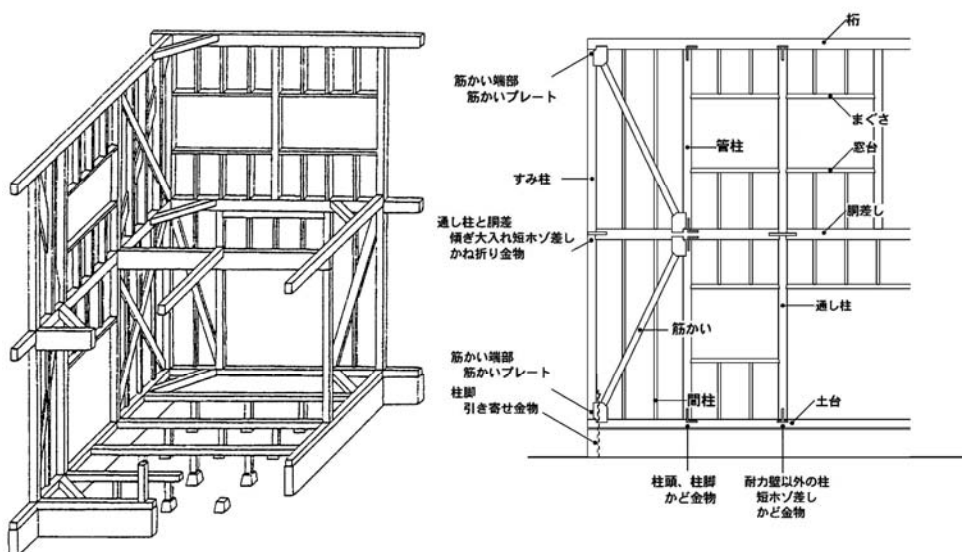 桁
筋かい端部
筋かいプレート
まぐさ
管柱
窓台
すみ柱
通し柱と胴差
傾ぎ大入れ短ホゾ差し
かね折り金物
胴差し
通し柱
筋かい
筋かい端部
筋かいプレート
柱脚
引き寄せ金物
間柱
土台
柱頭、柱脚
かど金物
耐力壁以外の柱
短ホゾ差し
かど金物